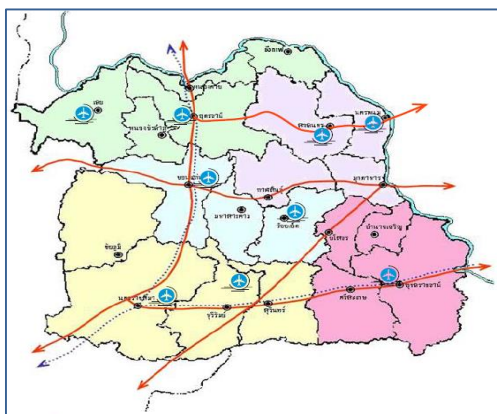 บึงกาฬ
หนองคาย
เลย
อุดรธานี
หนองบัวลำภู
สกลนคร
นครพนม
ขอนแก่น
กาฬสินธุ์
มุกดาหาร
มหาสารคาม
ร้อยเอ็ด
ยโสธร
อำนาจเจริญ
ชัยภูมิ
นครราชสีมา
บุรีรัมย์
สุรินทร์
ศรีสะเกษ
อุบลราชธานี